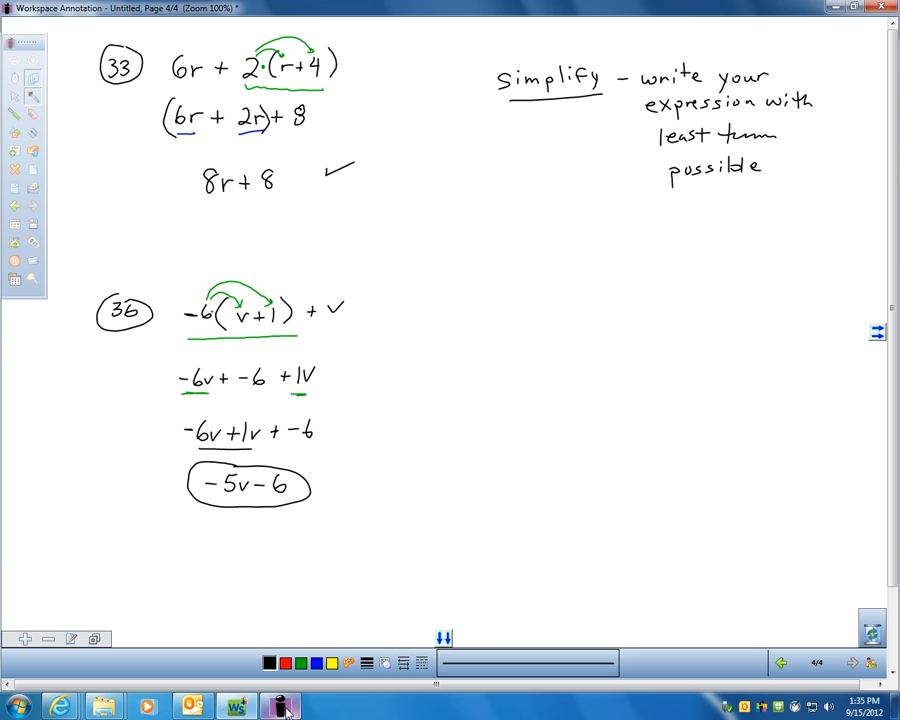 Workspace Annotation - Untitled, Page 4/4 (Zoom 100%) *
33 6r + 2·(r+4)
(6r + 2r)+ 8
8r + 8 ✓
Simplify - write your
expression with
least term
possible
36 -6(v+1) + v
-6v + -6 +1v
-6v +1v + -6
-5v - 6
4/4
1:35 PM
9/15/2012